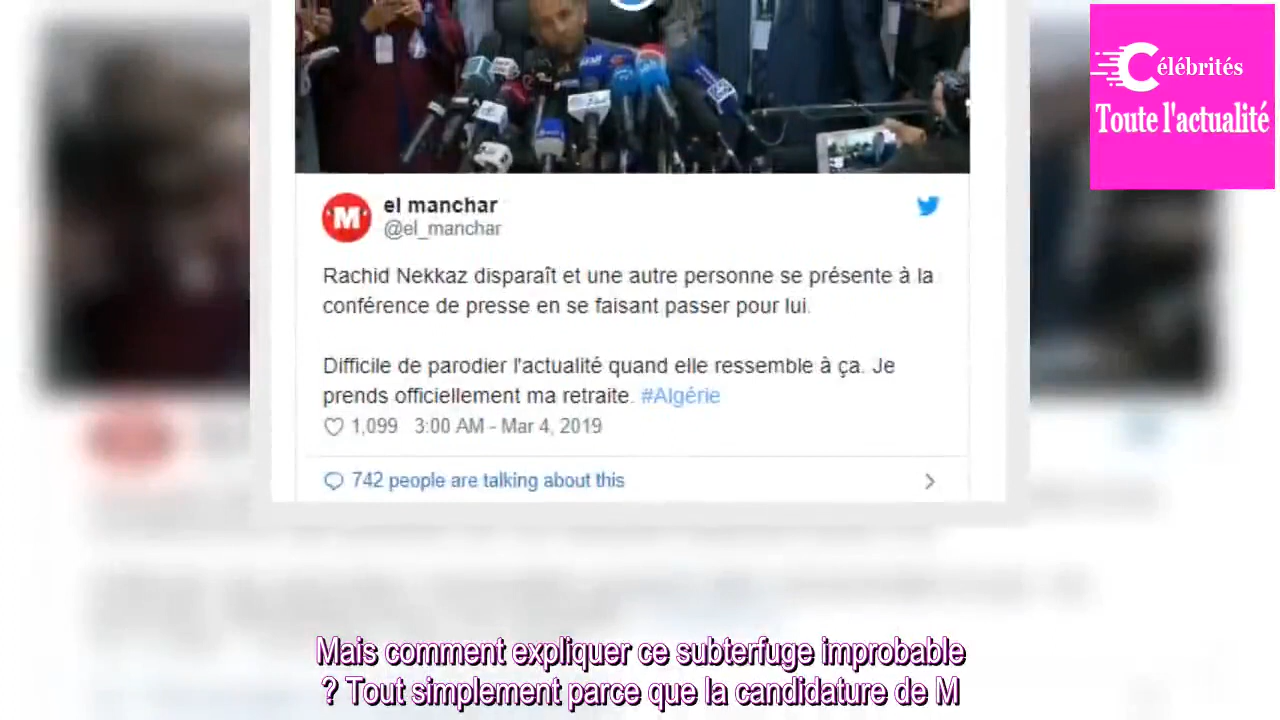 Célébrités
Toute l'actualité
M
el manchar
@el_manchar
Rachid Nekkaz disparaît et une autre personne se présente à la
conférence de presse en se faisant passer pour lui.
Difficile de parodier l'actualité quand elle ressemble à ça. Je
prends officiellement ma retraite. #Algérie
1,099 3:00 AM - Mar 4, 2019
742 people are talking about this
Mais comment expliquer ce subterfuge improbable
? Tout simplement parce que la candidature de M